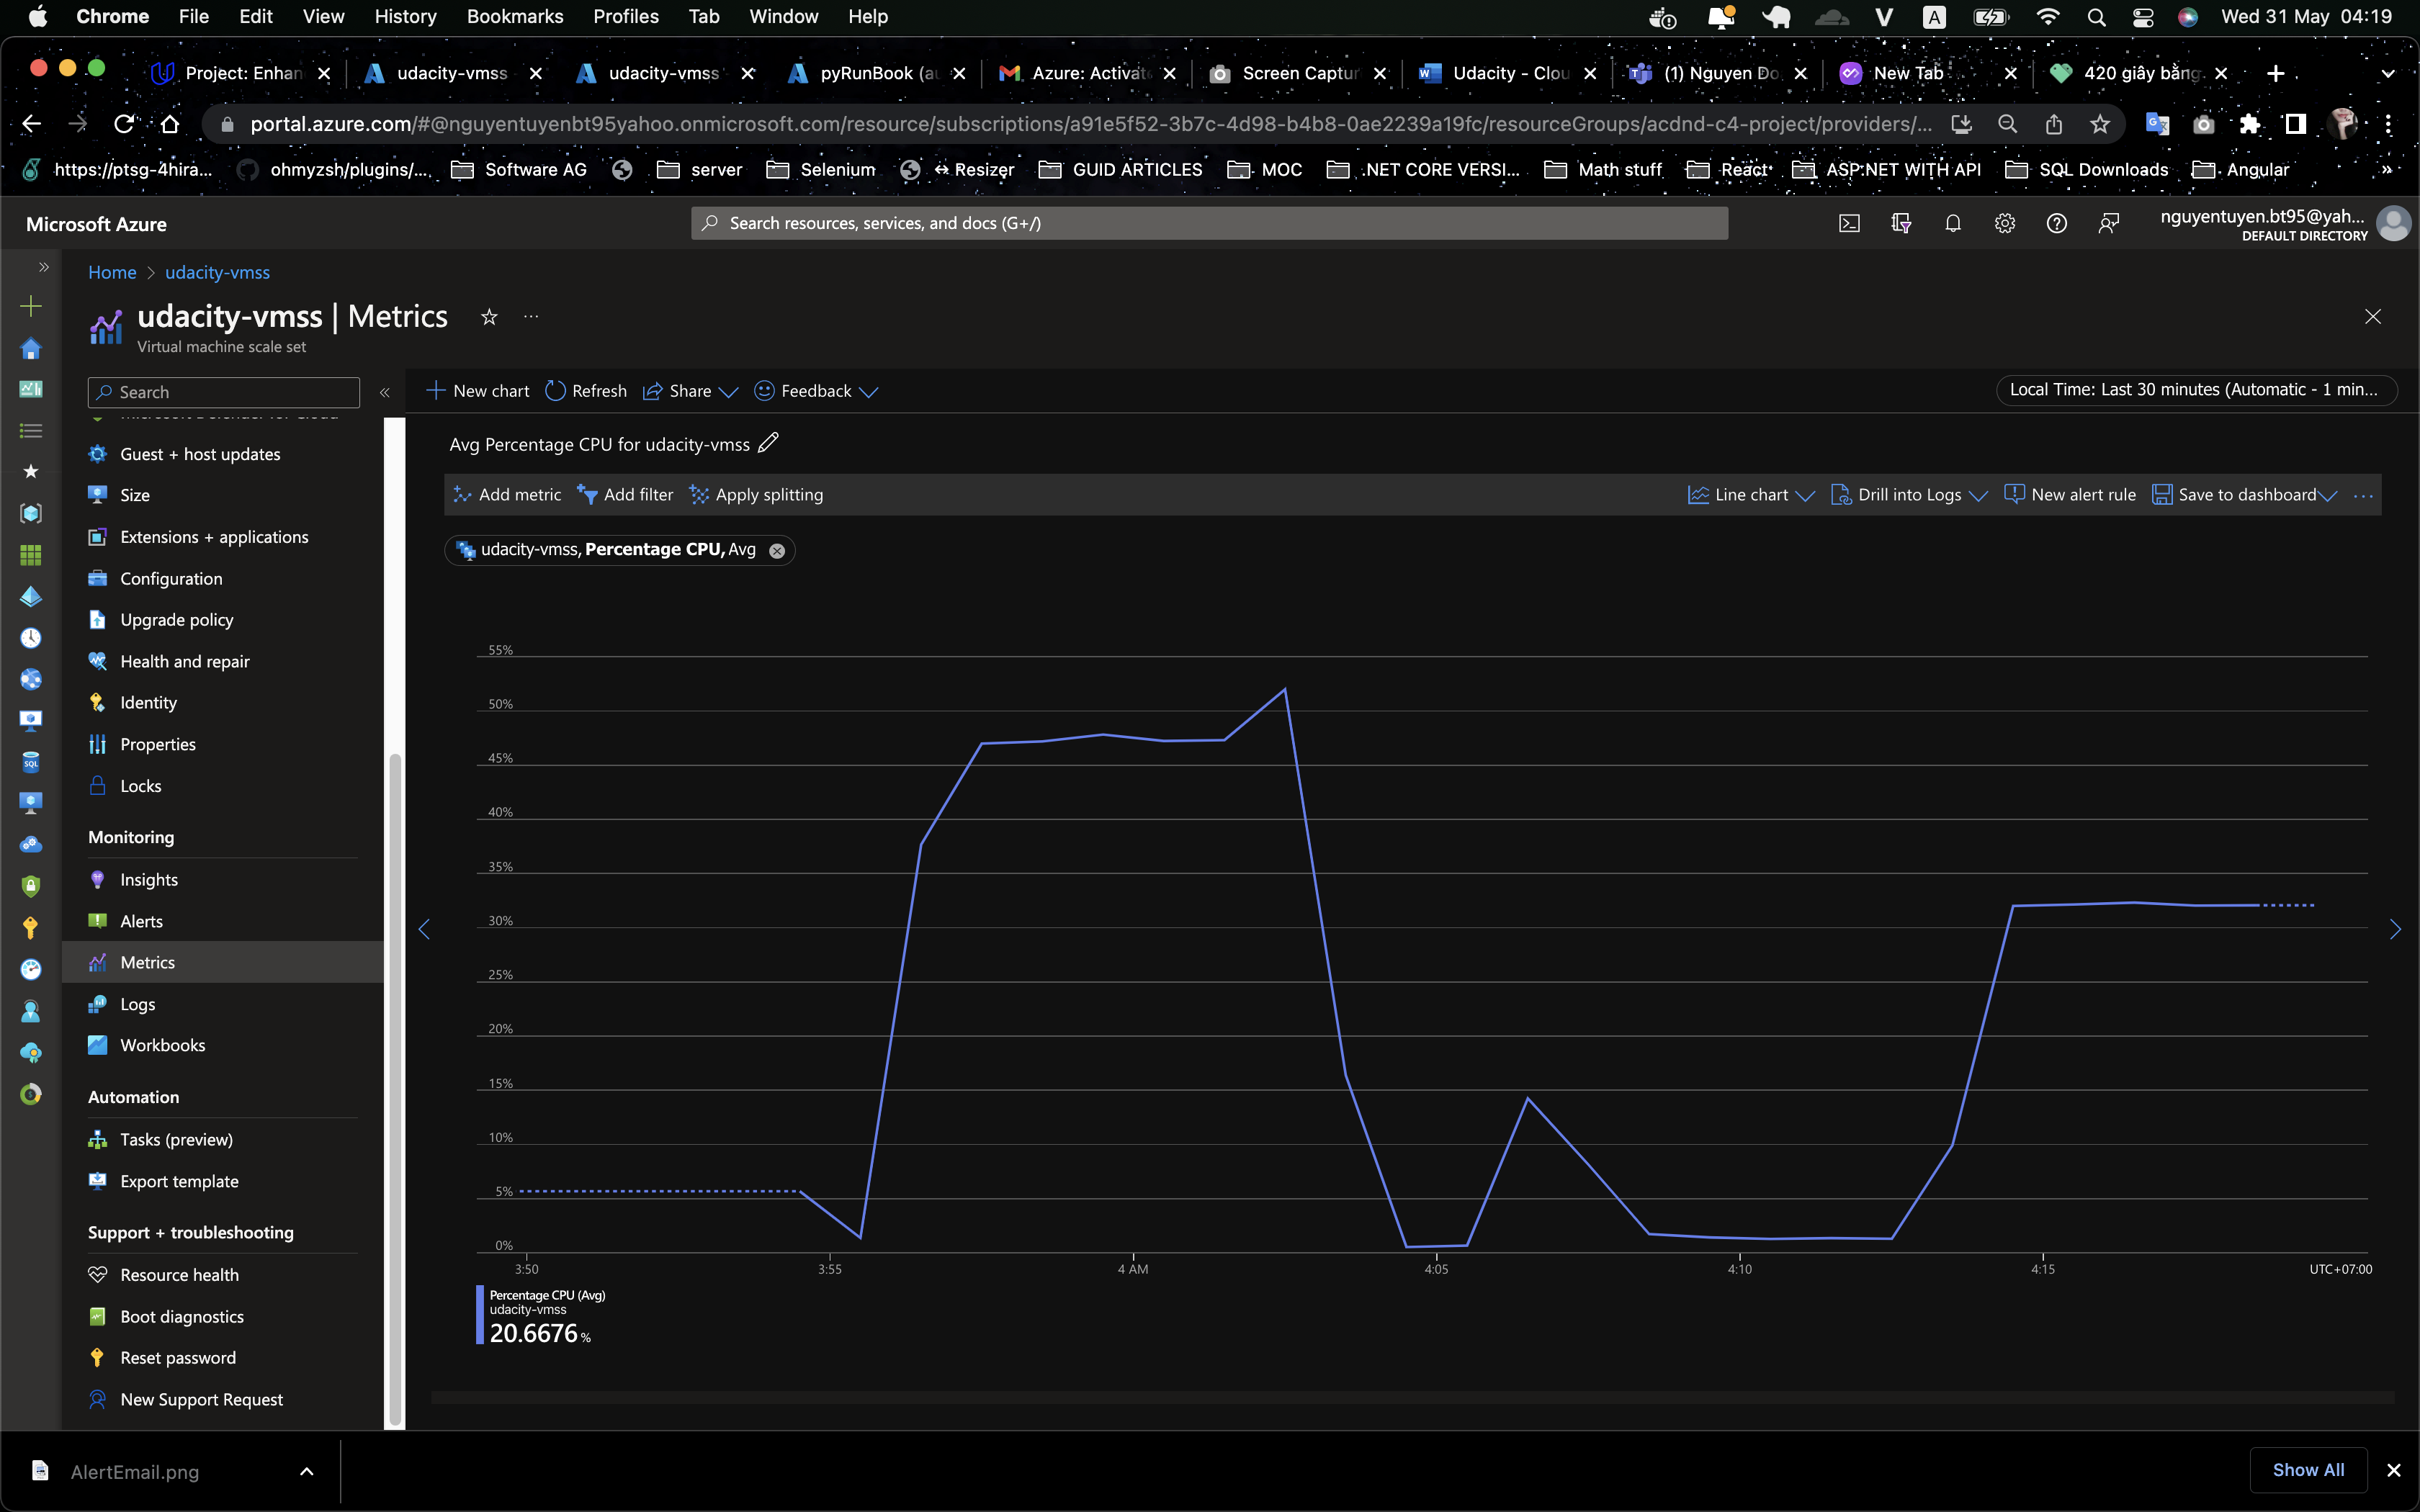 Chrome File Edit View History Bookmarks Profiles Tab Window Help V A Wed 31 May 04:19
Project: Enhan udacity-vmss udacity-vmss pyRunBook (au Azure: Activate Screen Captur Udacity - Clou (1) Nguyen Do New Tab 420 giây bằng
portal.azure.com/#@nguyentuyenbt95yahoo.onmicrosoft.com/resource/subscriptions/a91e5f52-3b7c-4d98-b4b8-0ae2239a19fc/resourceGroups/acdnd-c4-project/providers/...
https://ptsg-4hira... ohmyzsh/plugins/... Software AG server Selenium ↔ Resizer GUID ARTICLES MOC .NET CORE VERSI... Math stuff React ASP.NET WITH API SQL Downloads Angular »
Microsoft Azure
Search resources, services, and docs (G+/)
nguyentuyen.bt95@yah...
DEFAULT DIRECTORY
Home > udacity-vmss
udacity-vmss | Metrics
Virtual machine scale set
Search
Microsoft Defender for Cloud
Guest + host updates
Size
Extensions + applications
Configuration
Upgrade policy
Health and repair
Identity
Properties
Locks
Monitoring
Insights
Alerts
Metrics
Logs
Workbooks
Automation
Tasks (preview)
Export template
Support + troubleshooting
Resource health
Boot diagnostics
Reset password
New Support Request
New chart Refresh Share Feedback
Local Time: Last 30 minutes (Automatic - 1 min...
Avg Percentage CPU for udacity-vmss
Add metric Add filter Apply splitting Line chart Drill into Logs New alert rule Save to dashboard ...
udacity-vmss, Percentage CPU, Avg
55%
50%
45%
40%
35%
30%
25%
20%
15%
10%
5%
0%
3:50 3:55 4 AM 4:05 4:10 4:15 UTC+07:00
Percentage CPU (Avg)
udacity-vmss
20.6676 %
AlertEmail.png
Show All